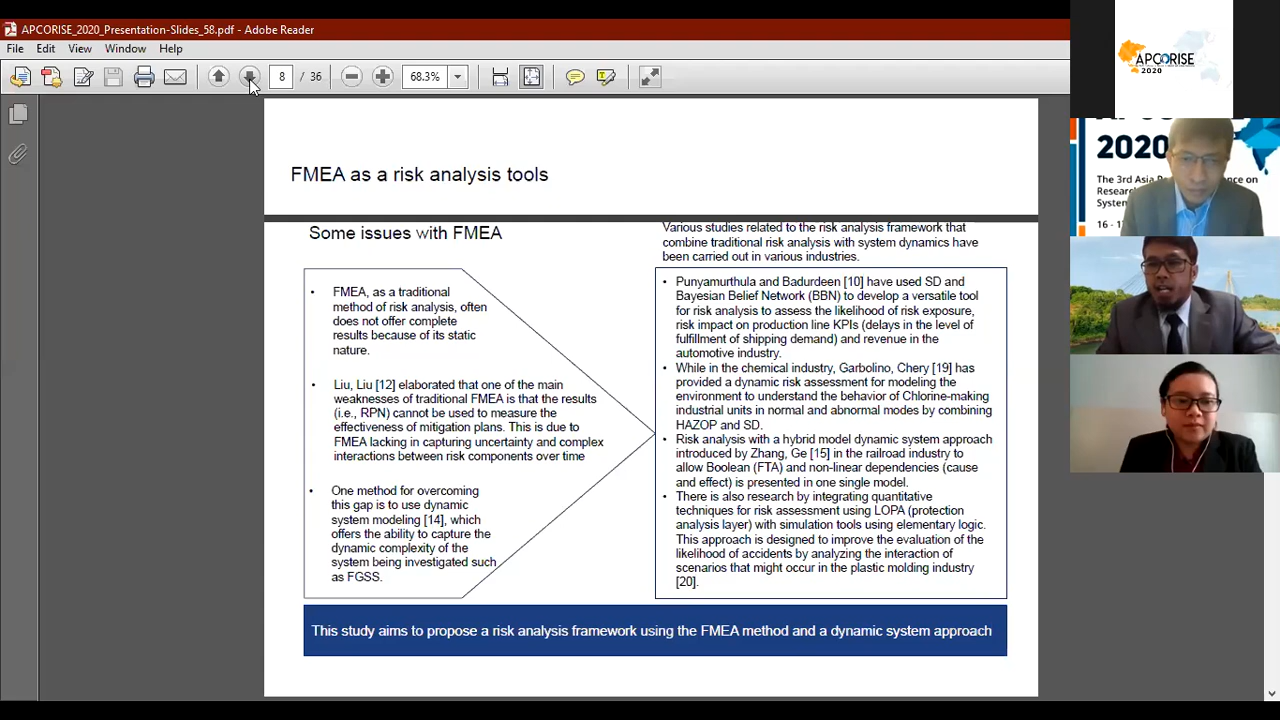 APCORISE_2020_Presentation-Slides_58.pdf - Adobe Reader
File Edit View Window Help
8 / 36 68.3%
FMEA as a risk analysis tools
Some issues with FMEA
• FMEA, as a traditional
method of risk analysis, often
does not offer complete
results because of its static
nature.
• Liu, Liu [12] elaborated that one of the main
weaknesses of traditional FMEA is that the results
(i.e., RPN) cannot be used to measure the
effectiveness of mitigation plans. This is due to
FMEA lacking in capturing uncertainty and complex
interactions between risk components over time
• One method for overcoming
this gap is to use dynamic
system modeling [14], which
offers the ability to capture the
dynamic complexity of the
system being investigated such
as FGSS.
Various studies related to the risk analysis framework that
combine traditional risk analysis with system dynamics have
been carried out in various industries.
• Punyamurthula and Badurdeen [10] have used SD and
Bayesian Belief Network (BBN) to develop a versatile tool
for risk analysis to assess the likelihood of risk exposure,
risk impact on production line KPIs (delays in the level of
fulfillment of shipping demand) and revenue in the
automotive industry.
• While in the chemical industry, Garbolino, Chery [19] has
provided a dynamic risk assessment for modeling the
environment to understand the behavior of Chlorine-making
industrial units in normal and abnormal modes by combining
HAZOP and SD.
• Risk analysis with a hybrid model dynamic system approach
introduced by Zhang, Ge [15] in the railroad industry to
allow Boolean (FTA) and non-linear dependencies (cause
and effect) is presented in one single model.
• There is also research by integrating quantitative
techniques for risk assessment using LOPA (protection
analysis layer) with simulation tools using elementary logic.
This approach is designed to improve the evaluation of the
likelihood of accidents by analyzing the interaction of
scenarios that might occur in the plastic molding industry
[20].
This study aims to propose a risk analysis framework using the FMEA method and a dynamic system approach
APCORISE
2020
2020
The 3rd Asia
on
Research
System
16 - 1